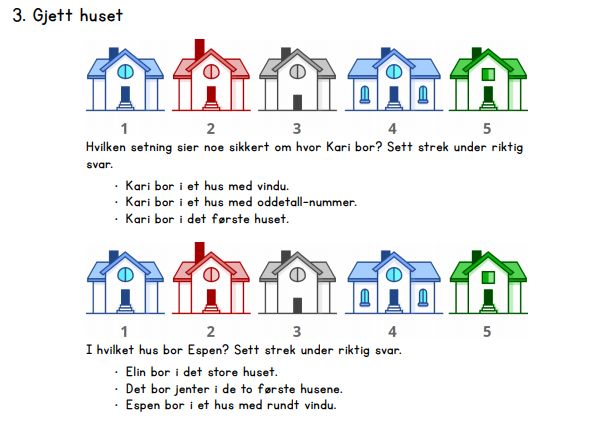 3. Gjett huset
1 2 3 4 5
Hvilken setning sier noe sikkert om hvor Kari bor? Sett strek under riktig
svar.
· Kari bor i et hus med vindu.
· Kari bor i et hus med oddetall-nummer.
· Kari bor i det første huset.
1 2 3 4 5
I hvilket hus bor Espen? Sett strek under riktig svar.
· Elin bor i det store huset.
· Det bor jenter i de to første husene.
· Espen bor i et hus med rundt vindu.